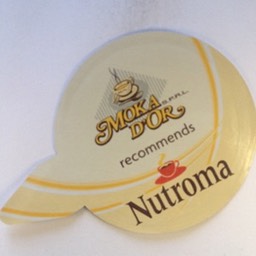 MOKA S.P.R.L.
D'OR
recommends
Nutroma